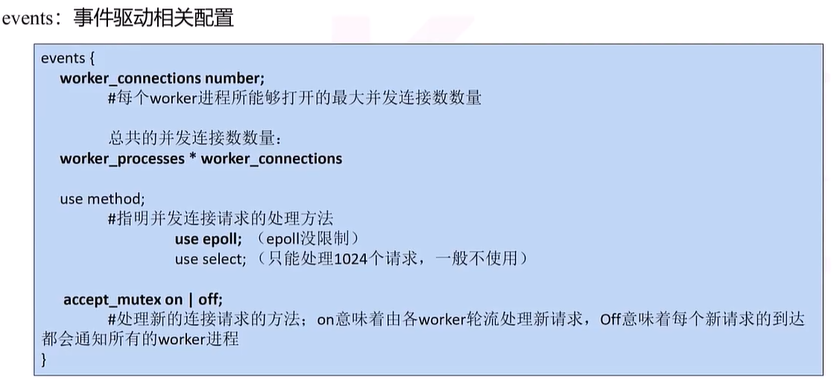 events：事件驱动相关配置
events {
worker_connections number;
#每个worker进程所能够打开的最大并发连接数数量
总共的并发连接数数量：
worker_processes * worker_connections
use method;
#指明并发连接请求的处理方法
use epoll; （epoll没限制）
use select; （只能处理1024个请求，一般不使用）
accept_mutex on | off;
#处理新的连接请求的方法；on意味着由各worker轮流处理新请求，Off意味着每个新请求的到达
都会通知所有的worker进程
}